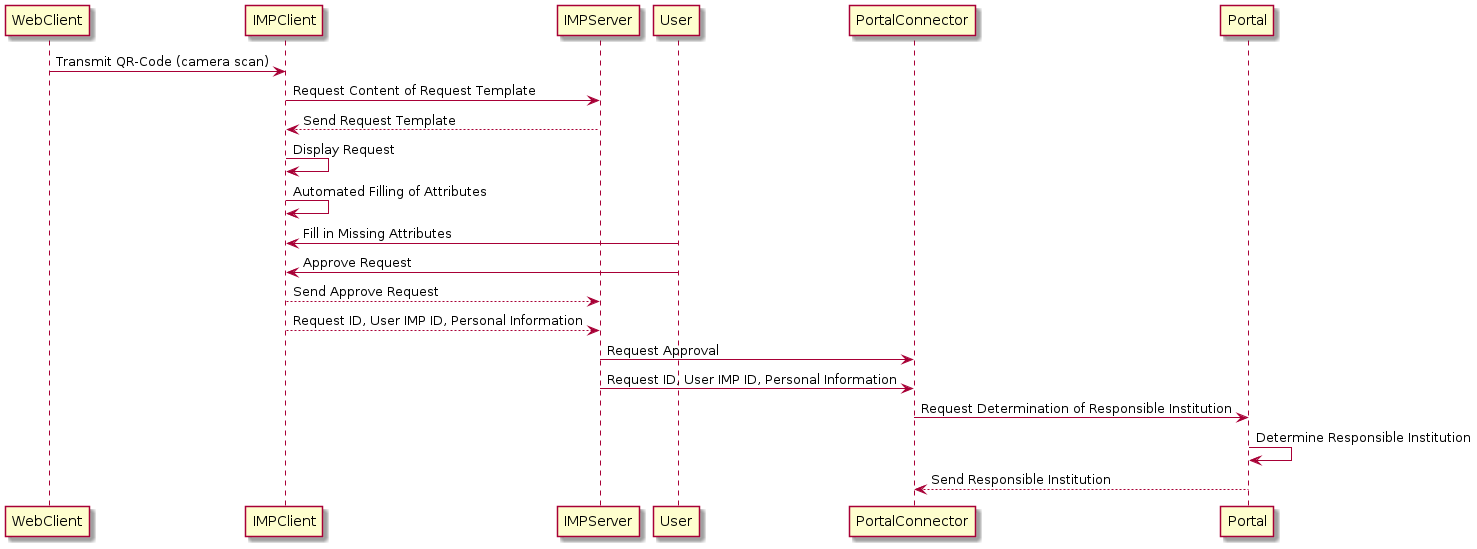 WebClient
IMPClient
IMPServer
User
PortalConnector
Portal
Transmit QR-Code (camera scan)
Request Content of Request Template
Send Request Template
Display Request
Automated Filling of Attributes
Fill in Missing Attributes
Approve Request
Send Approve Request
Request ID, User IMP ID, Personal Information
Request Approval
Request ID, User IMP ID, Personal Information
Request Determination of Responsible Institution
Determine Responsible Institution
Send Responsible Institution
WebClient
IMPClient
IMPServer
User
PortalConnector
Portal